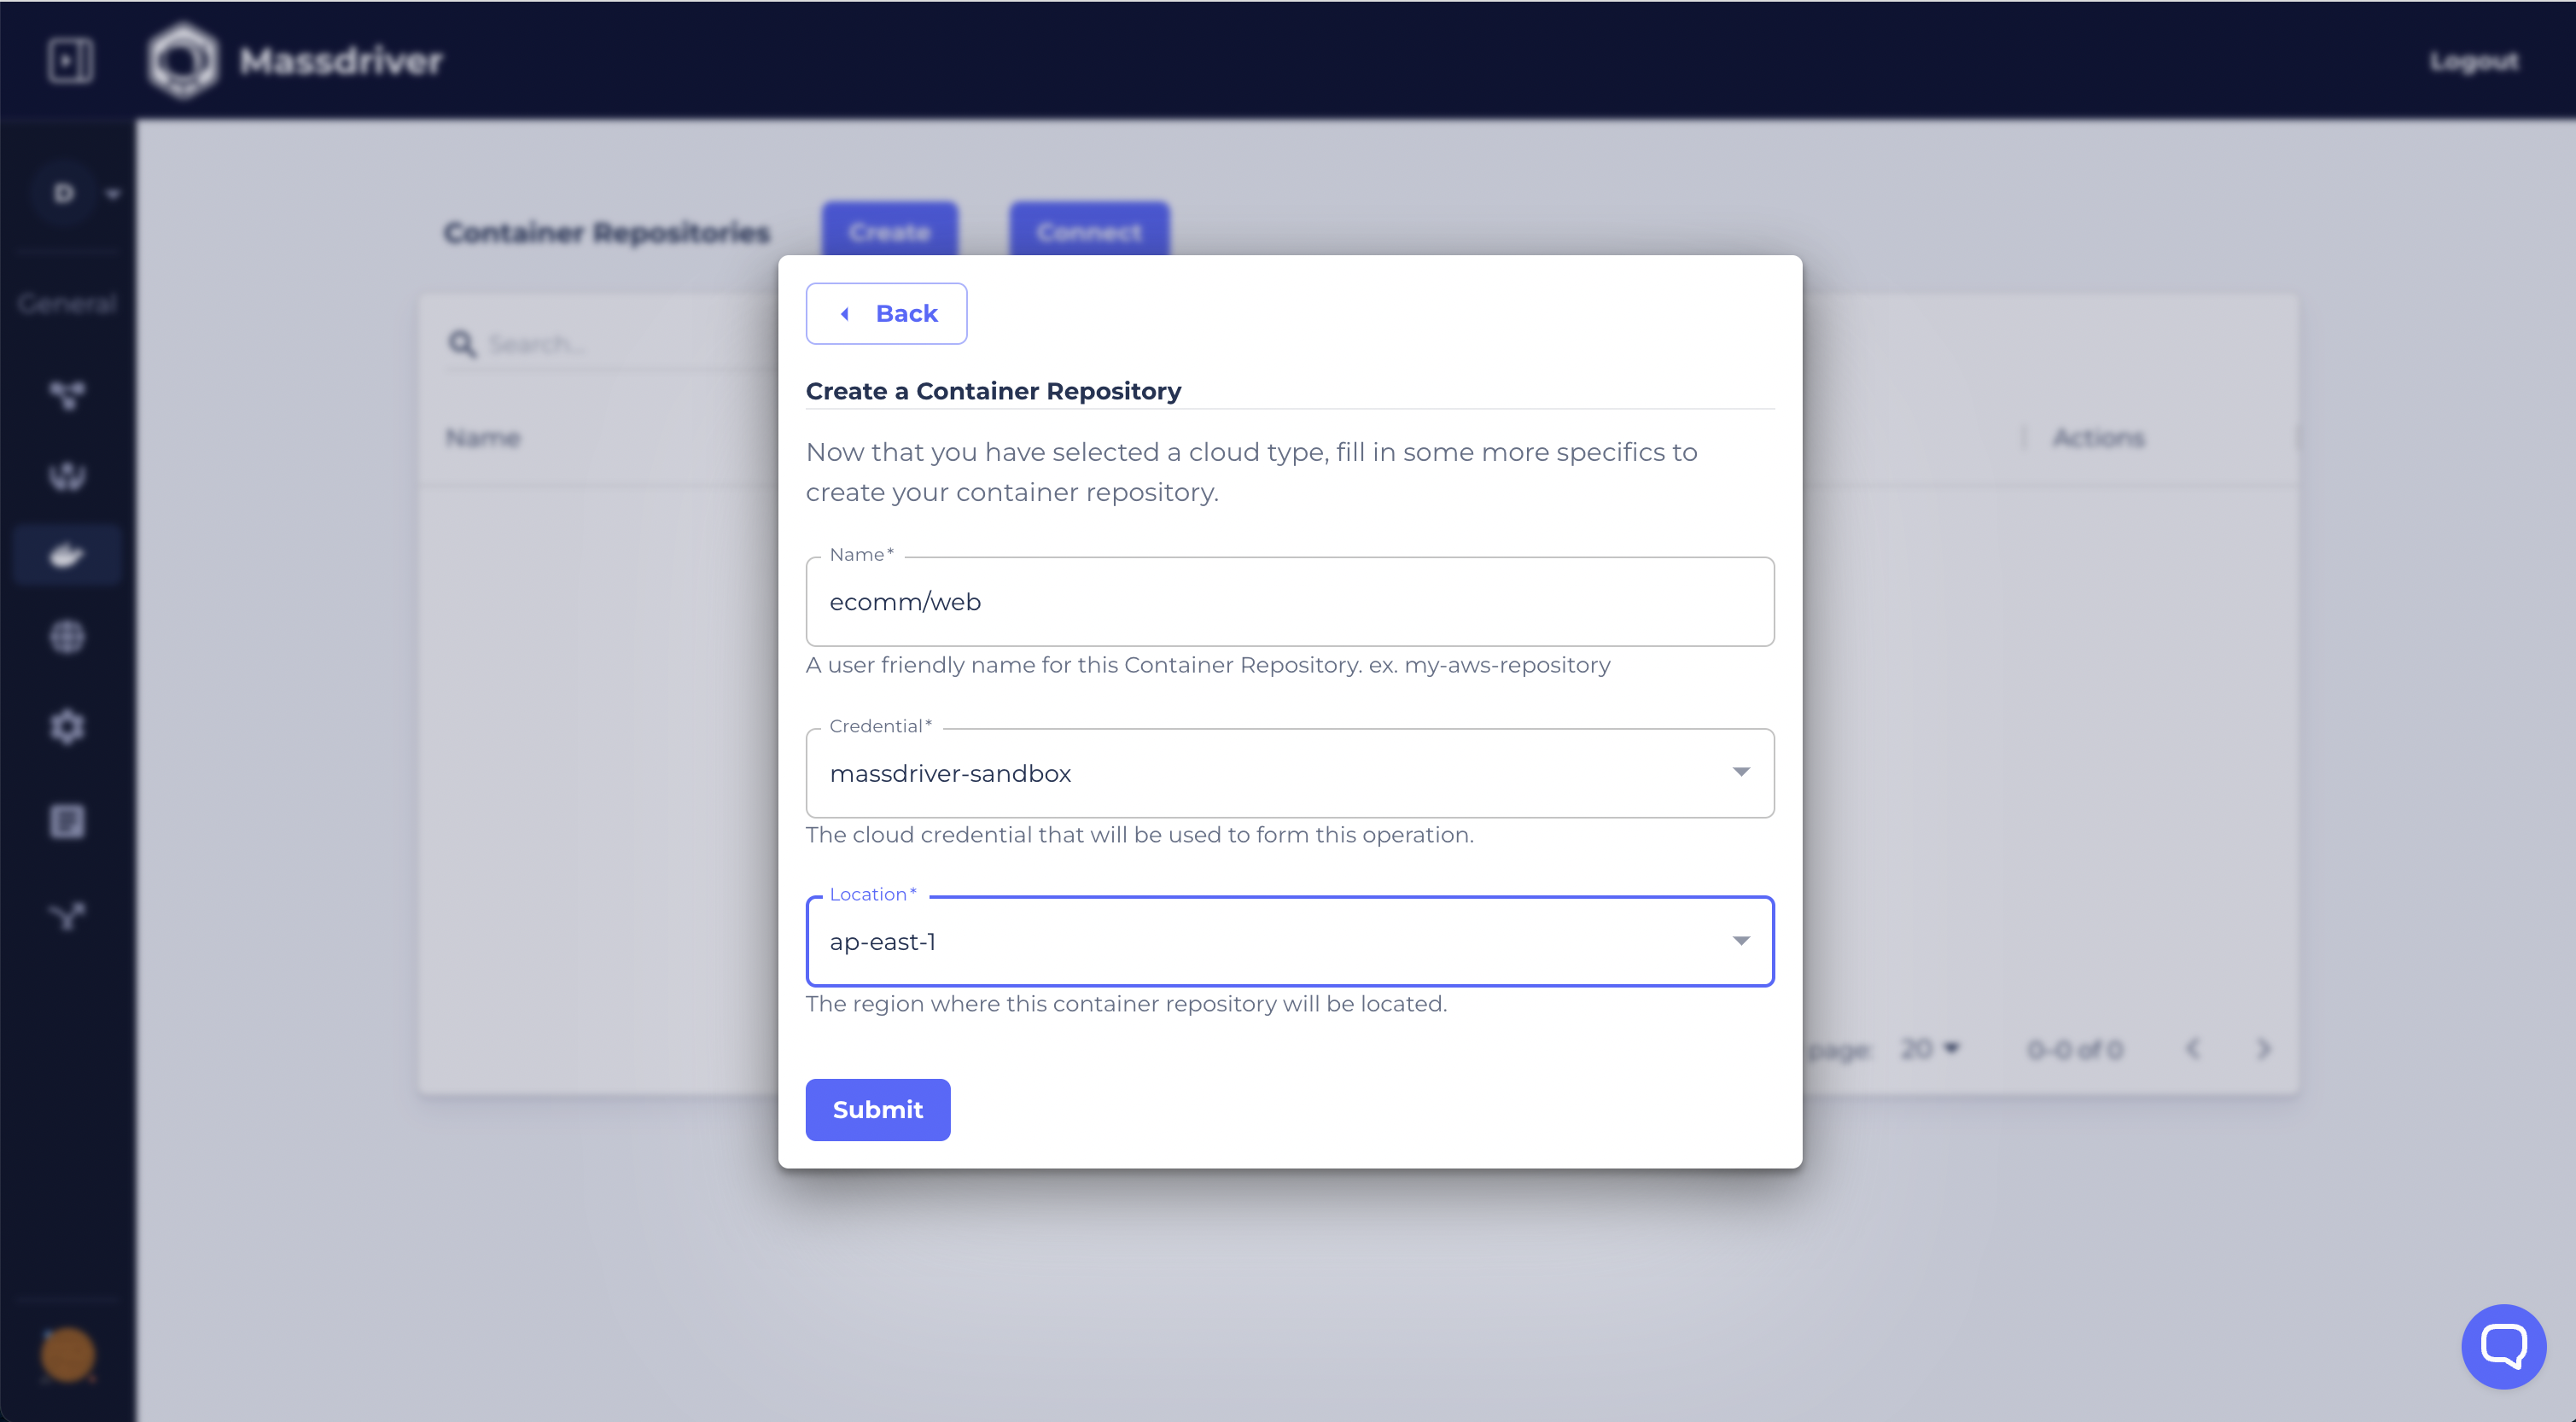 Massdriver
Logout
D
Container Repositories
Create
Connect
General
Search...
Name
Actions
Back
Create a Container Repository
Now that you have selected a cloud type, fill in some more specifics to
create your container repository.
Name*
ecomm/web
A user friendly name for this Container Repository. ex. my-aws-repository
Credential*
massdriver-sandbox
The cloud credential that will be used to form this operation.
Location*
ap-east-1
The region where this container repository will be located.
page: 20 0-0 of 0
Submit